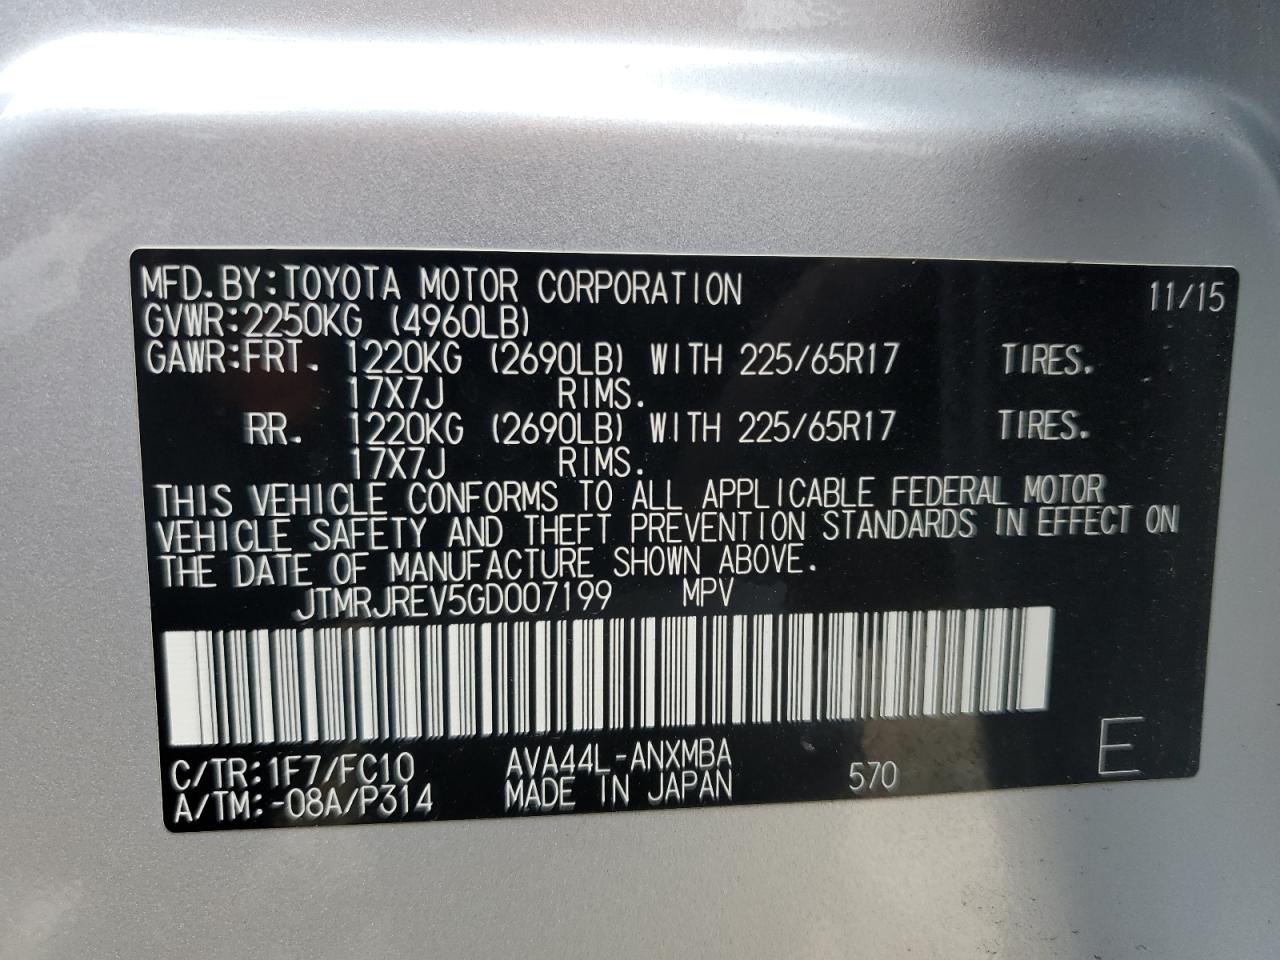 MFD. BY: TOYOTA MOTOR CORPORATION 11/15
GVWR: 2250KG (4960LB)
GAWR: FRT. 1220KG (2690LB) WITH 225/65R17 TIRES.
17X7J RIMS.
RR. 1220KG (2690LB) WITH 225/65R17 TIRES.
17X7J RIMS.
THIS VEHICLE CONFORMS TO ALL APPLICABLE FEDERAL MOTOR
VEHICLE SAFETY AND THEFT PREVENTION STANDARDS IN EFFECT ON
THE DATE OF MANUFACTURE SHOWN ABOVE.
JTMRJREV5GD007199 MPV
C/TR: 1F7/FC10 AVA44L-ANXMBA
A/TM: -08A/P314 MADE IN JAPAN 570 E